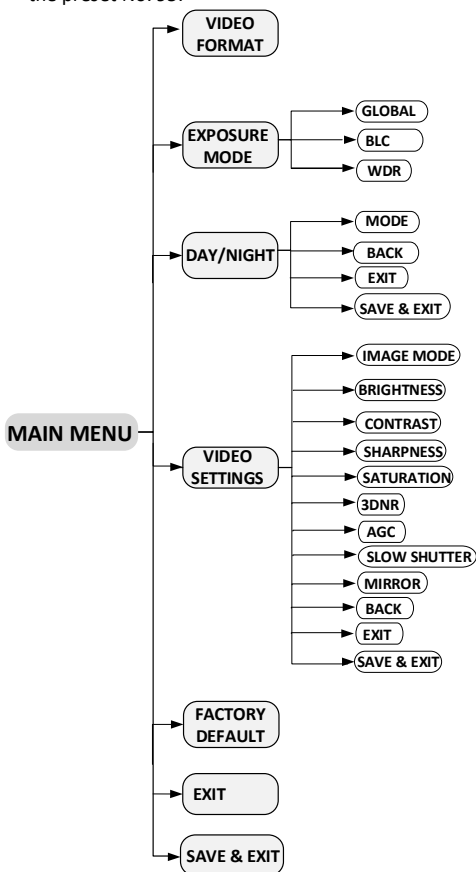 the preset No.
VIDEO
FORMAT
EXPOSURE
MODE
GLOBAL
BLC
WDR
DAY/NIGHT
MODE
BACK
EXIT
SAVE & EXIT
MAIN MENU
VIDEO
SETTINGS
IMAGE MODE
BRIGHTNESS
CONTRAST
SHARPNESS
SATURATION
3DNR
AGC
SLOW SHUTTER
MIRROR
BACK
EXIT
SAVE & EXIT
FACTORY
DEFAULT
EXIT
SAVE & EXIT